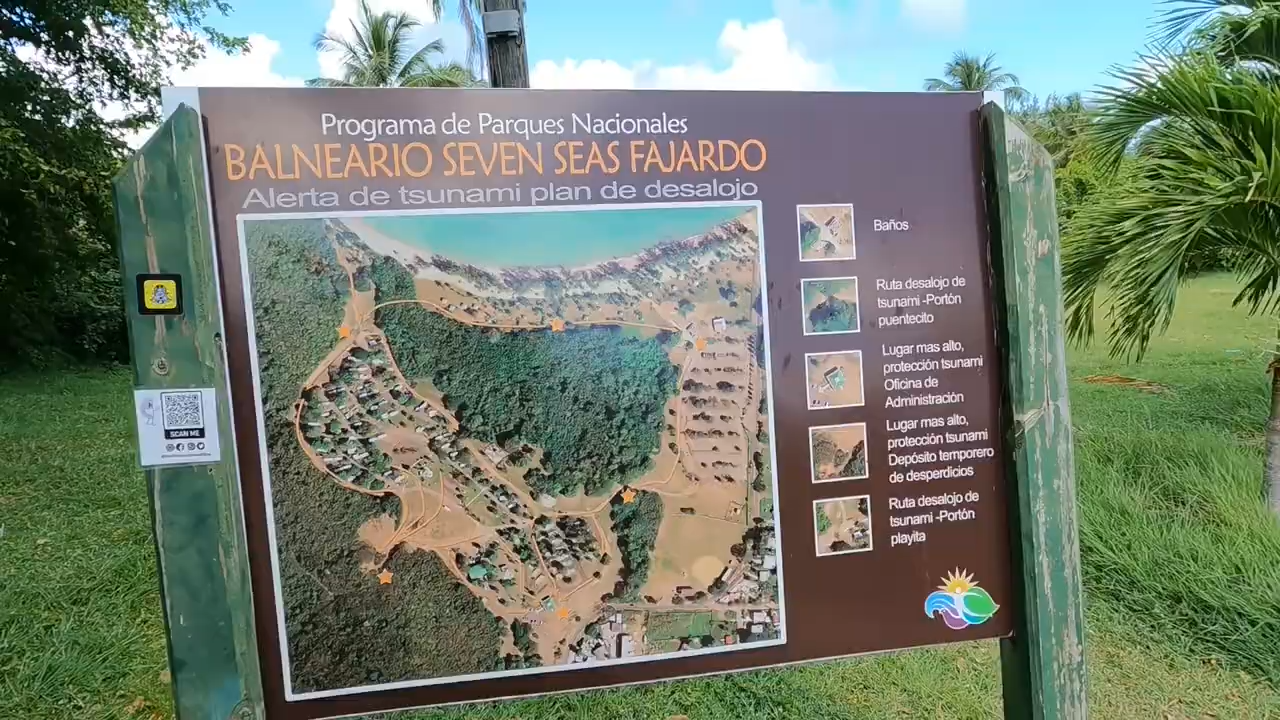 Programa de Parques Nacionales
BALNEARIO SEVEN SEAS FAJARDO
Alerta de tsunami plan de desalojo
Baños
Ruta desalojo de
tsunami -Portón
puentecito
Lugar mas alto,
protección tsunami
Oficina de
Administración
Lugar mas alto,
protección tsunami
Depósito temporero
de desperdicios
Ruta desalojo de
tsunami -Portón
playita
SCAN ME